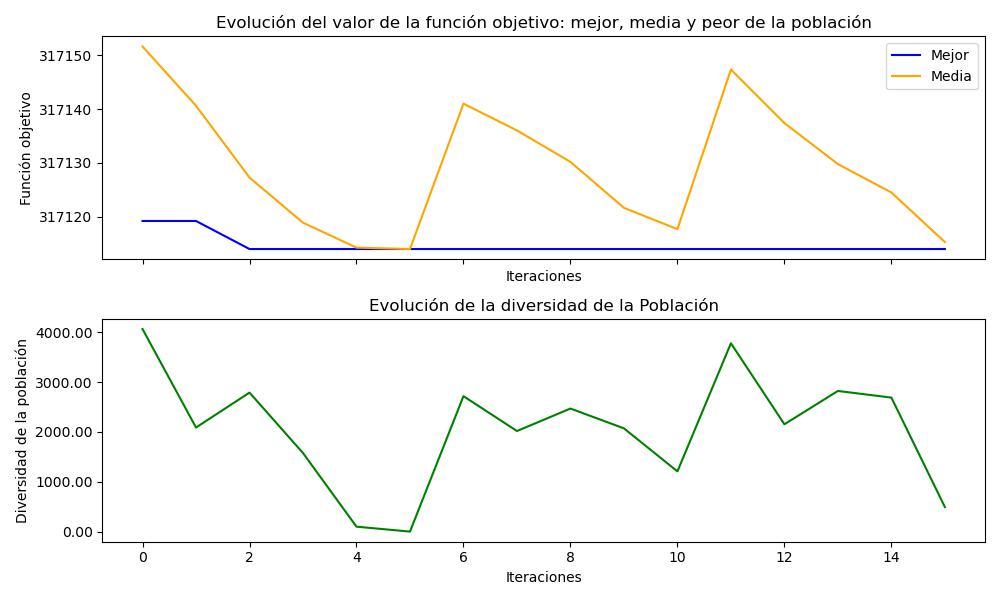 Evolución del valor de la función objetivo: mejor, media y peor de la población
Función objetivo
317150
317140
317130
317120
Mejor
Media
Iteraciones
Evolución de la diversidad de la Población
Diversidad de la población
4000.00
3000.00
2000.00
1000.00
0.00
0 2 4 6 8 10 12 14
Iteraciones